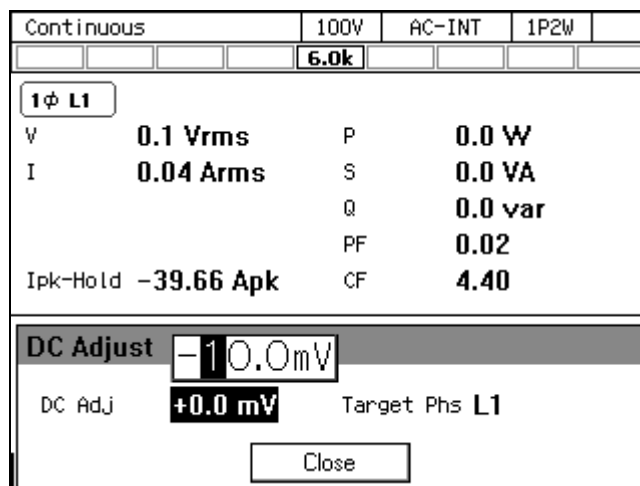 Continuous 100V AC-INT 1P2W
6.0k
1ϕ L1
V 0.1 Vrms P 0.0 W
I 0.04 Arms S 0.0 VA
Q 0.0 var
PF 0.02
Ipk-Hold -39.66 Apk CF 4.40
DC Adjust -10.0mV
DC Adj +0.0 mV Target Phs L1
Close